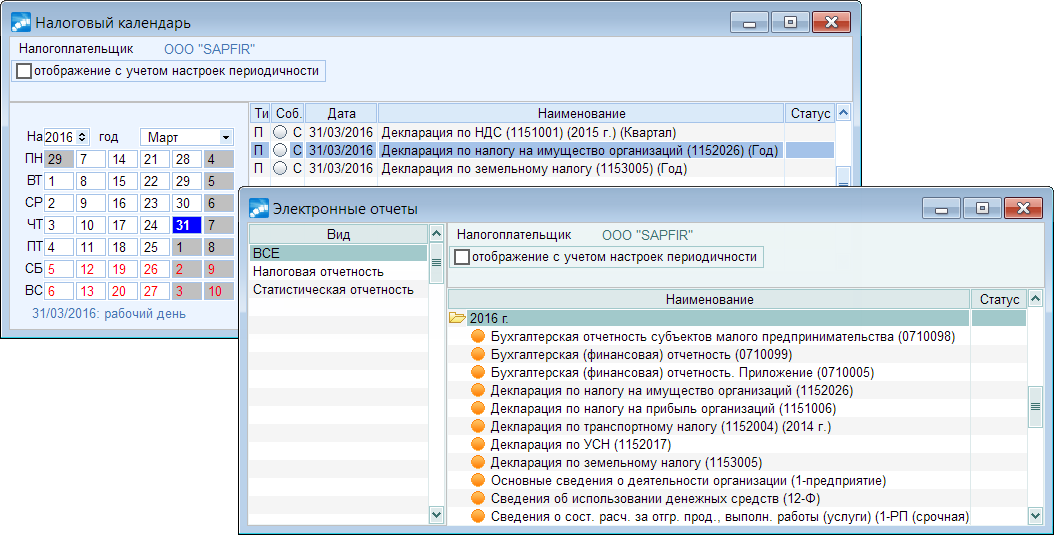 Налоговый календарь
Налогоплательщик ООО "SAPFIR"
отображение с учетом настроек периодичности
Ти Соб. Дата Наименование Статус
П С 31/03/2016 Декларация по НДС (1151001) (2015 г.) (Квартал)
П С 31/03/2016 Декларация по налогу на имущество организаций (1152026) (Год)
П С 31/03/2016 Декларация по земельному налогу (1153005) (Год)
На 2016 год Март
ПН 29 7 14 21 28 4
ВТ 1 8 15 22 29 5
СР 2 9 16 23 30 6
ЧТ 3 10 17 24 31 7
ПТ 4 11 18 25 1 8
СБ 5 12 19 26 2 9
ВС 6 13 20 27 3 10
31/03/2016: рабочий день
Электронные отчеты
Вид
ВСЕ
Налоговая отчетность
Статистическая отчетность
Налогоплательщик ООО "SAPFIR"
отображение с учетом настроек периодичности
Наименование Статус
2016 г.
Бухгалтерская отчетность субъектов малого предпринимательства (0710098)
Бухгалтерская (финансовая) отчетность (0710099)
Бухгалтерская (финансовая) отчетность. Приложение (0710005)
Декларация по налогу на имущество организаций (1152026)
Декларация по налогу на прибыль организаций (1151006)
Декларация по транспортному налогу (1152004) (2014 г.)
Декларация по УСН (1152017)
Декларация по земельному налогу (1153005)
Основные сведения о деятельности организации (1-предприятие)
Сведения об использовании денежных средств (12-Ф)
Сведения о сост. расч. за отгр. прод., выполн. работы (услуги) (1-РП (срочная)